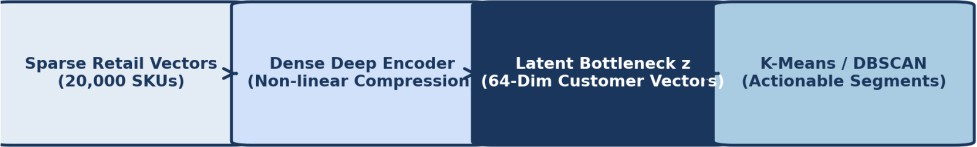 Sparse Retail Vectors
(20,000 SKUs)
Dense Deep Encoder
(Non-linear Compression
Latent Bottleneck z
(64-Dim Customer Vectors)
K-Means / DBSCAN
(Actionable Segments)